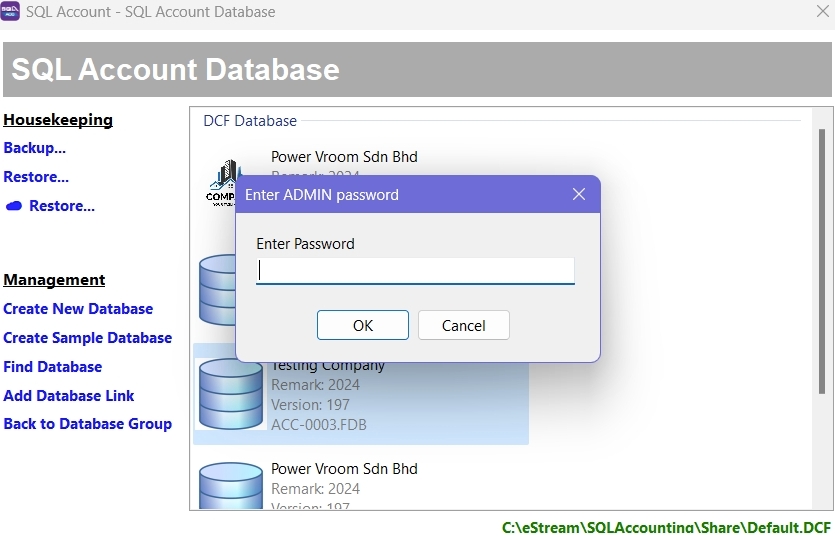 SQL Account - SQL Account Database
SQL Account Database
Housekeeping
Backup...
Restore...
Restore...
Management
Create New Database
Create Sample Database
Find Database
Add Database Link
Back to Database Group
DCF Database
Power Vroom Sdn Bhd
Remark: 2024
Enter ADMIN password
Enter Password
OK
Cancel
Testing Company
Remark: 2024
Version: 197
ACC-0003.FDB
Power Vroom Sdn Bhd
Remark: 2024
Version: 197
C:\eStream\SQLAccounting\Share\Default.DCF